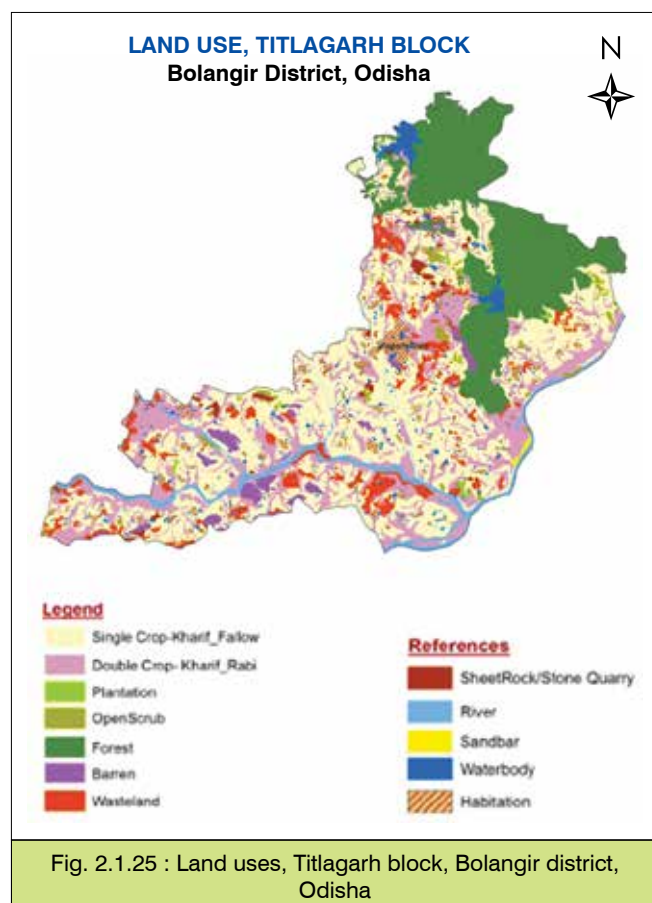 LAND USE, TITLAGARH BLOCK
Bolangir District, Odisha
N
Legend
Single Crop-Kharif_Fallow
Double Crop- Kharif_Rabi
Plantation
OpenScrub
Forest
Barren
Wasteland
References
SheetRock/Stone Quarry
River
Sandbar
Waterbody
Habitation
Fig. 2.1.25 : Land uses, Titlagarh block, Bolangir district,
Odisha